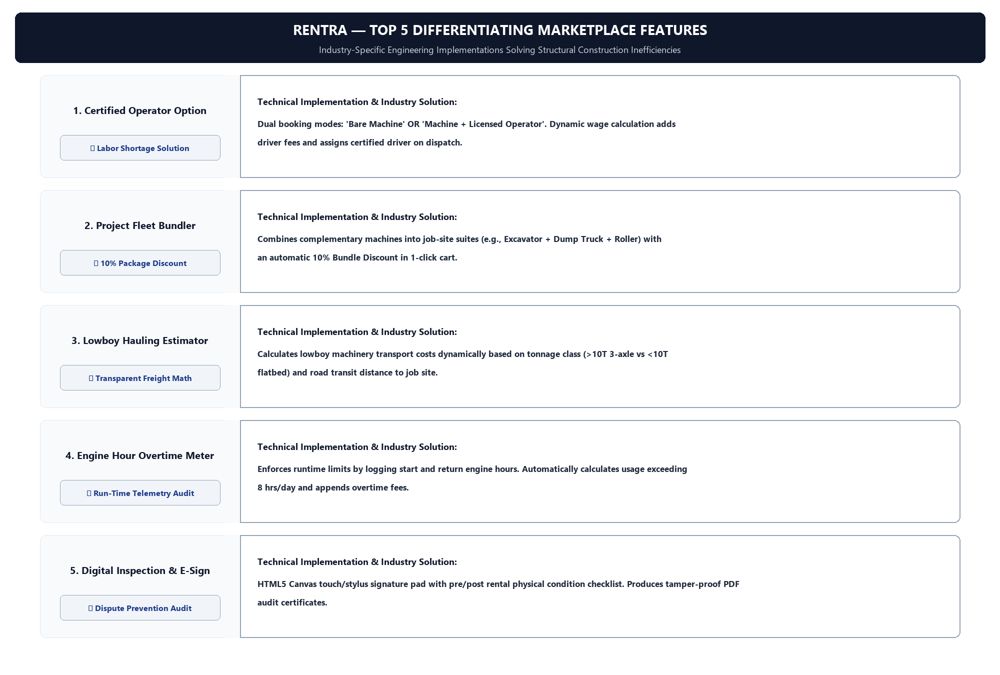 RENTRA — TOP 5 DIFFERENTIATING MARKETPLACE FEATURES
Industry-Specific Engineering Implementations Solving Structural Construction Inefficiencies
1. Certified Operator Option
▯ Labor Shortage Solution
Technical Implementation & Industry Solution:
Dual booking modes: 'Bare Machine' OR 'Machine + Licensed Operator'. Dynamic wage calculation adds
driver fees and assigns certified driver on dispatch.
2. Project Fleet Bundler
▯ 10% Package Discount
Technical Implementation & Industry Solution:
Combines complementary machines into job-site suites (e.g., Excavator + Dump Truck + Roller) with
an automatic 10% Bundle Discount in 1-click cart.
3. Lowboy Hauling Estimator
▯ Transparent Freight Math
Technical Implementation & Industry Solution:
Calculates lowboy machinery transport costs dynamically based on tonnage class (>10T 3-axle vs <10T
flatbed) and road transit distance to job site.
4. Engine Hour Overtime Meter
▯ Run-Time Telemetry Audit
Technical Implementation & Industry Solution:
Enforces runtime limits by logging start and return engine hours. Automatically calculates usage exceeding
8 hrs/day and appends overtime fees.
5. Digital Inspection & E-Sign
▯ Dispute Prevention Audit
Technical Implementation & Industry Solution:
HTML5 Canvas touch/stylus signature pad with pre/post rental physical condition checklist. Produces tamper-proof PDF
audit certificates.